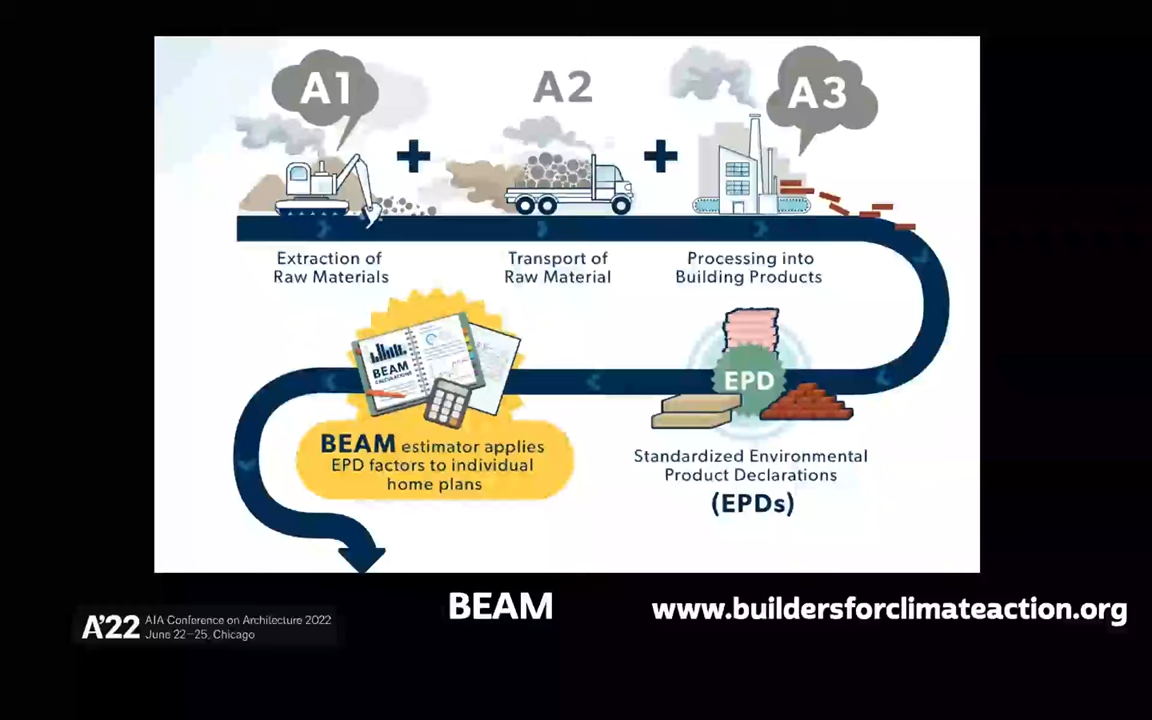 A1
A2
A3
Extraction of
Raw Materials
Transport of
Raw Material
Processing into
Building Products
BEAM
CALCULATIONS
EPD
BEAM estimator applies
EPD factors to individual
home plans
Standardized Environmental
Product Declarations
(EPDs)
BEAM
www.buildersforclimateaction.org
A'22
AIA Conference on Architecture 2022
June 22–25, Chicago